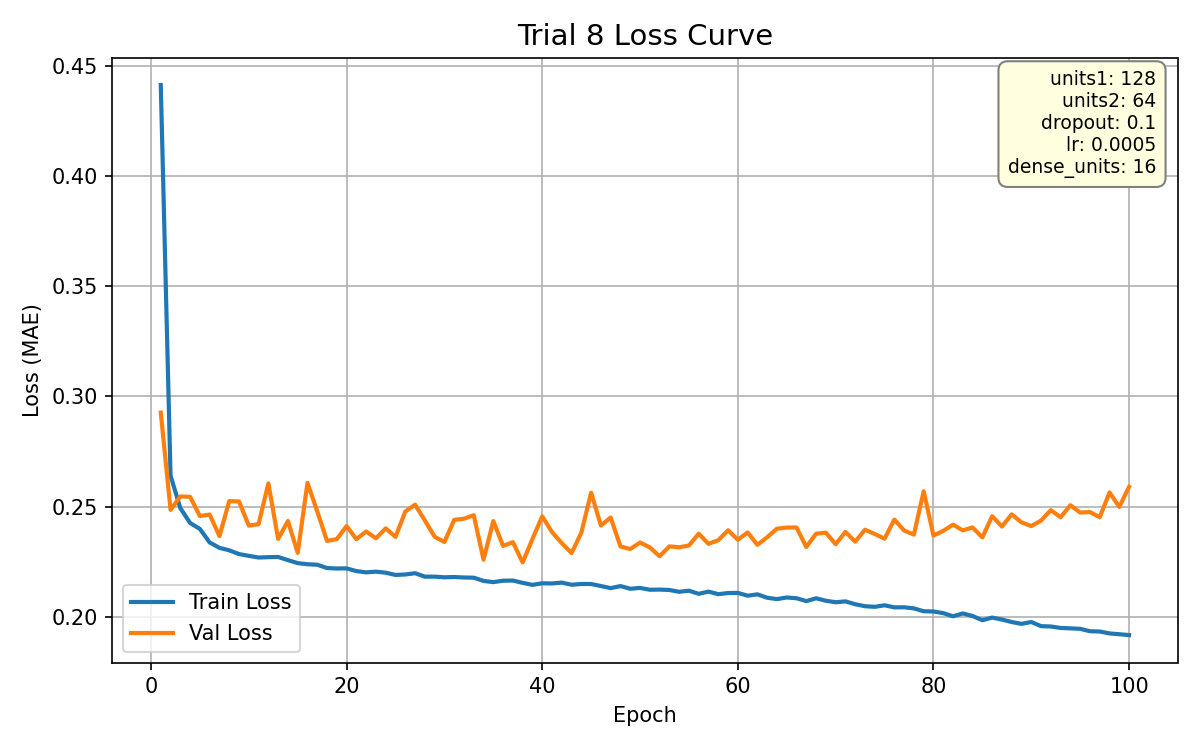 Trial 8 Loss Curve
units1: 128
units2: 64
dropout: 0.1
lr: 0.0005
dense_units: 16
Loss (MAE)
0.45
0.40
0.35
0.30
0.25
0.20
Train Loss
Val Loss
0 20 40 60 80 100
Epoch